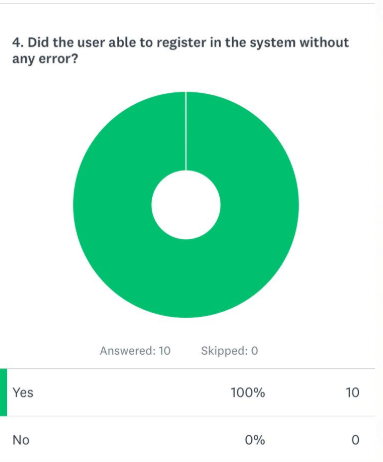 4. Did the user able to register in the system without
any error?
Answered: 10 Skipped: 0
Yes 100% 10
No 0% 0